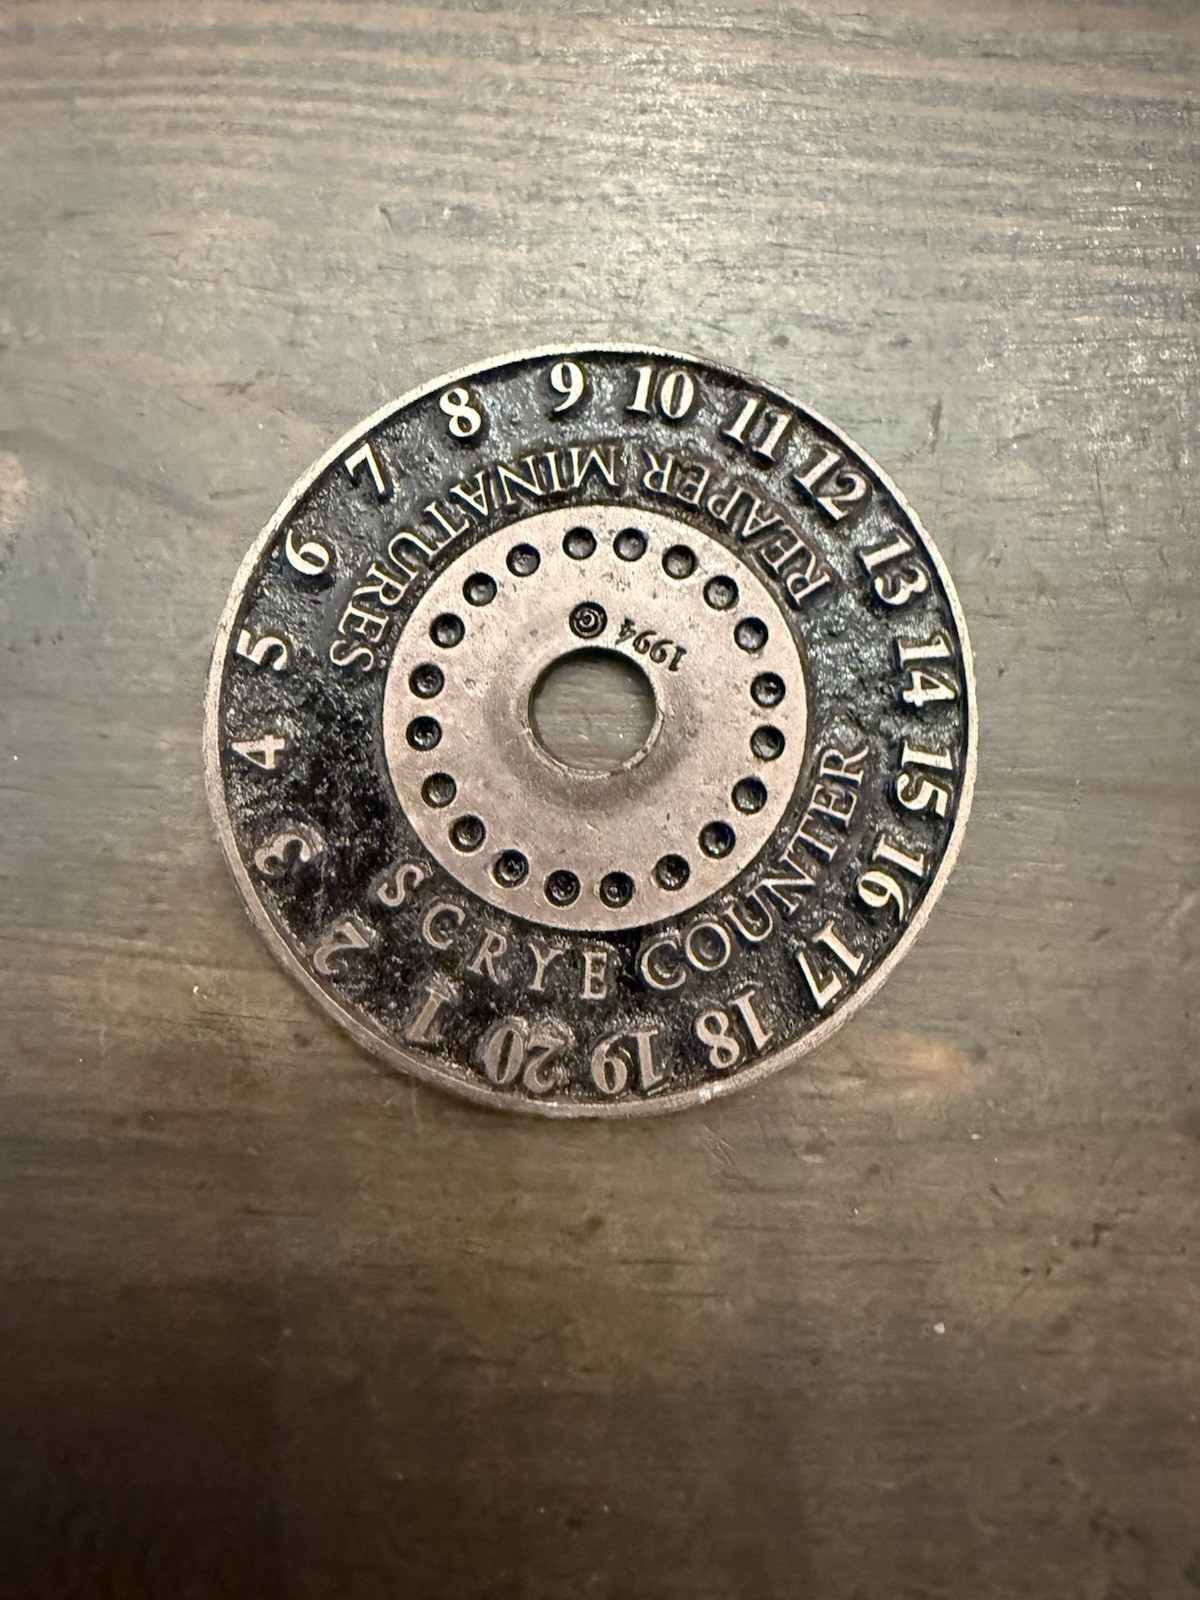 1 2 3 4 5 6 7 8 9 10 11 12 13 14 15 16 17 18 19 20
REAPER MINATURES
SCRYE COUNTER
© 1994